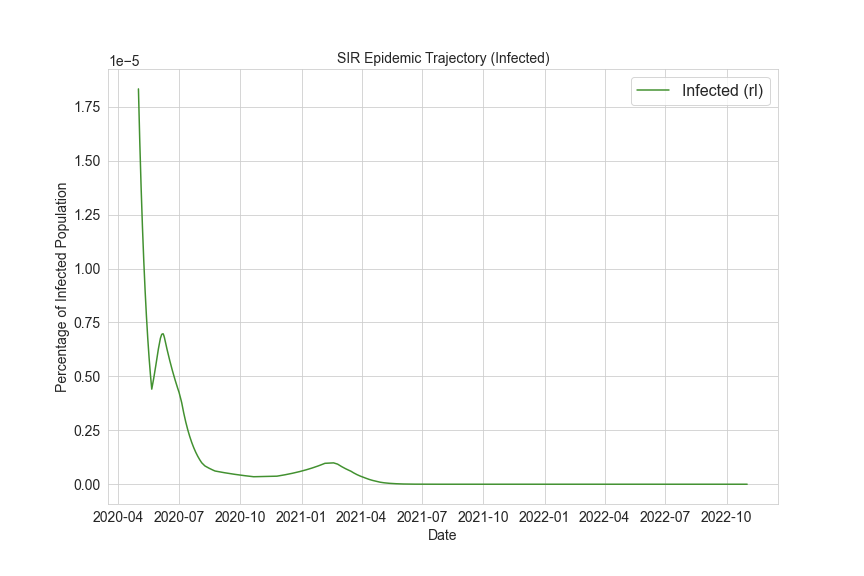 SIR Epidemic Trajectory (Infected)
1e−5
Infected (rI)
1.75
1.50
1.25
1.00
0.75
0.50
0.25
0.00
Percentage of Infected Population
2020-04 2020-07 2020-10 2021-01 2021-04 2021-07 2021-10 2022-01 2022-04 2022-07 2022-10
Date